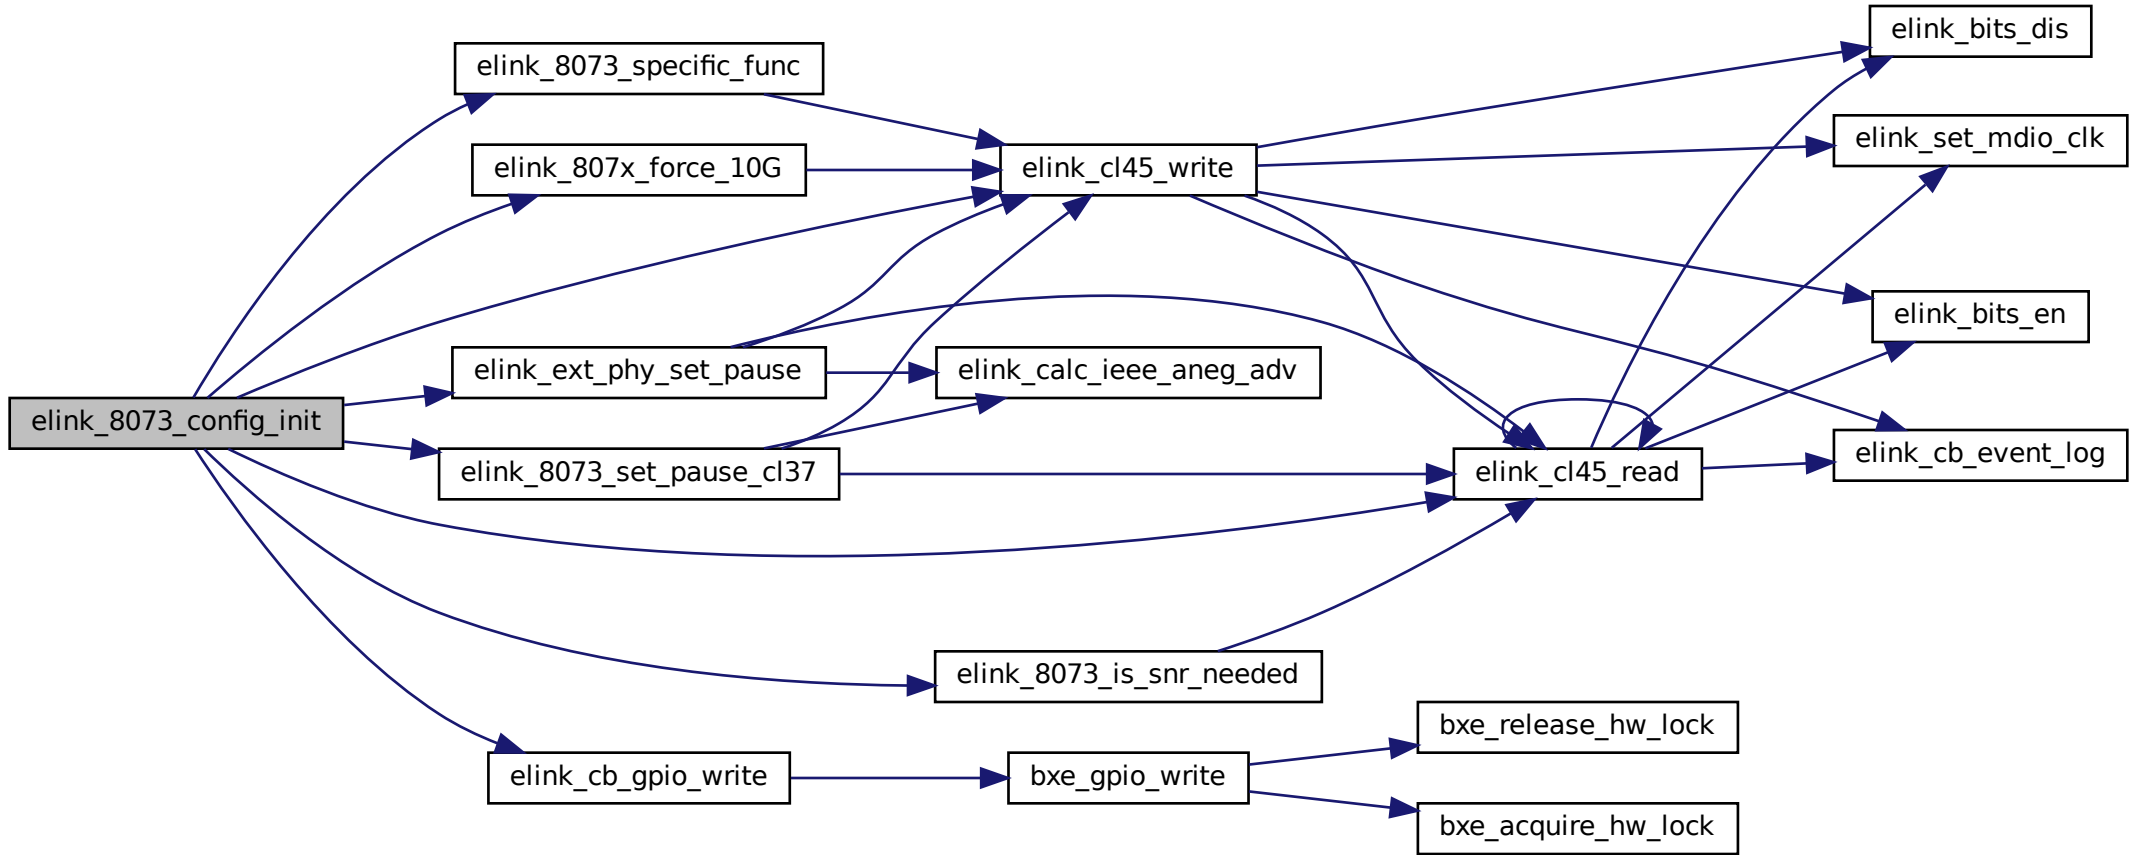 elink_8073_config_init
elink_8073_specific_func
elink_807x_force_10G
elink_ext_phy_set_pause
elink_8073_set_pause_cl37
elink_cb_gpio_write
elink_cl45_write
elink_calc_ieee_aneg_adv
elink_8073_is_snr_needed
bxe_gpio_write
elink_cl45_read
bxe_release_hw_lock
bxe_acquire_hw_lock
elink_bits_dis
elink_set_mdio_clk
elink_bits_en
elink_cb_event_log